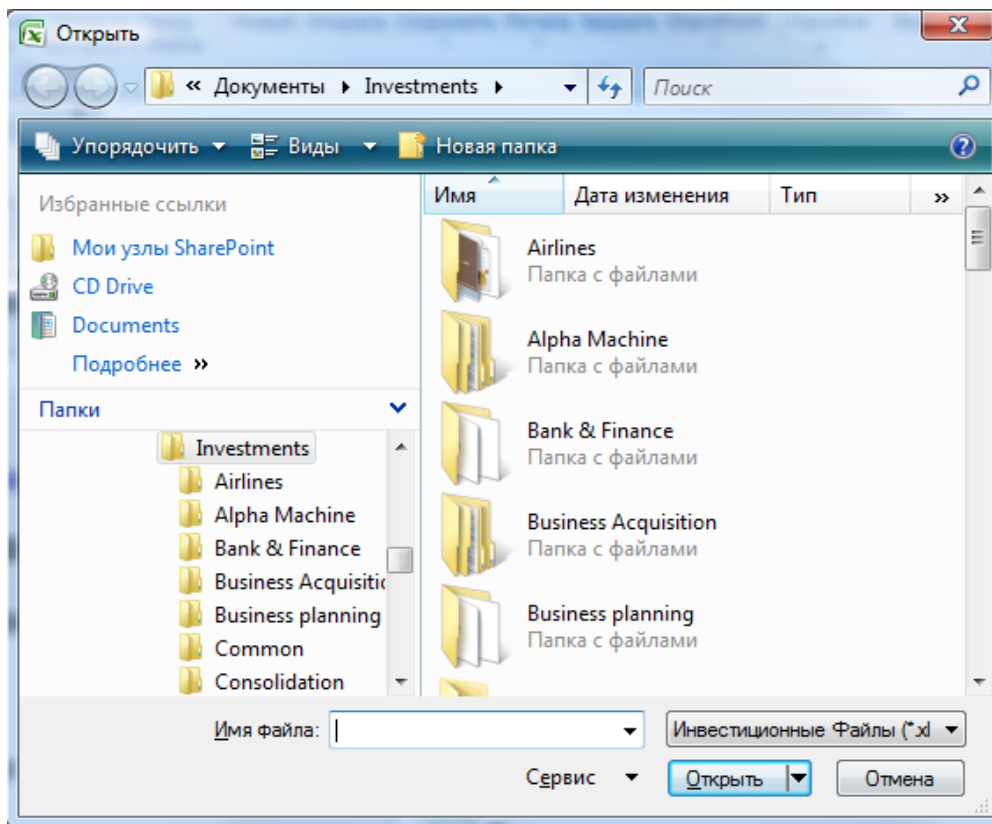 Открыть
« Документы Investments
Поиск
Упорядочить Виды Новая папка
Избранные ссылки
Мои узлы SharePoint
CD Drive
Documents
Подробнее »
Папки
Investments
Airlines
Alpha Machine
Bank & Finance
Business Acquisitio
Business planning
Common
Consolidation
Имя Дата изменения Тип »
Airlines
Папка с файлами
Alpha Machine
Папка с файлами
Bank & Finance
Папка с файлами
Business Acquisition
Папка с файлами
Business planning
Папка с файлами
Имя файла:
Инвестиционные Файлы (*.xl
Сервис Открыть Отмена